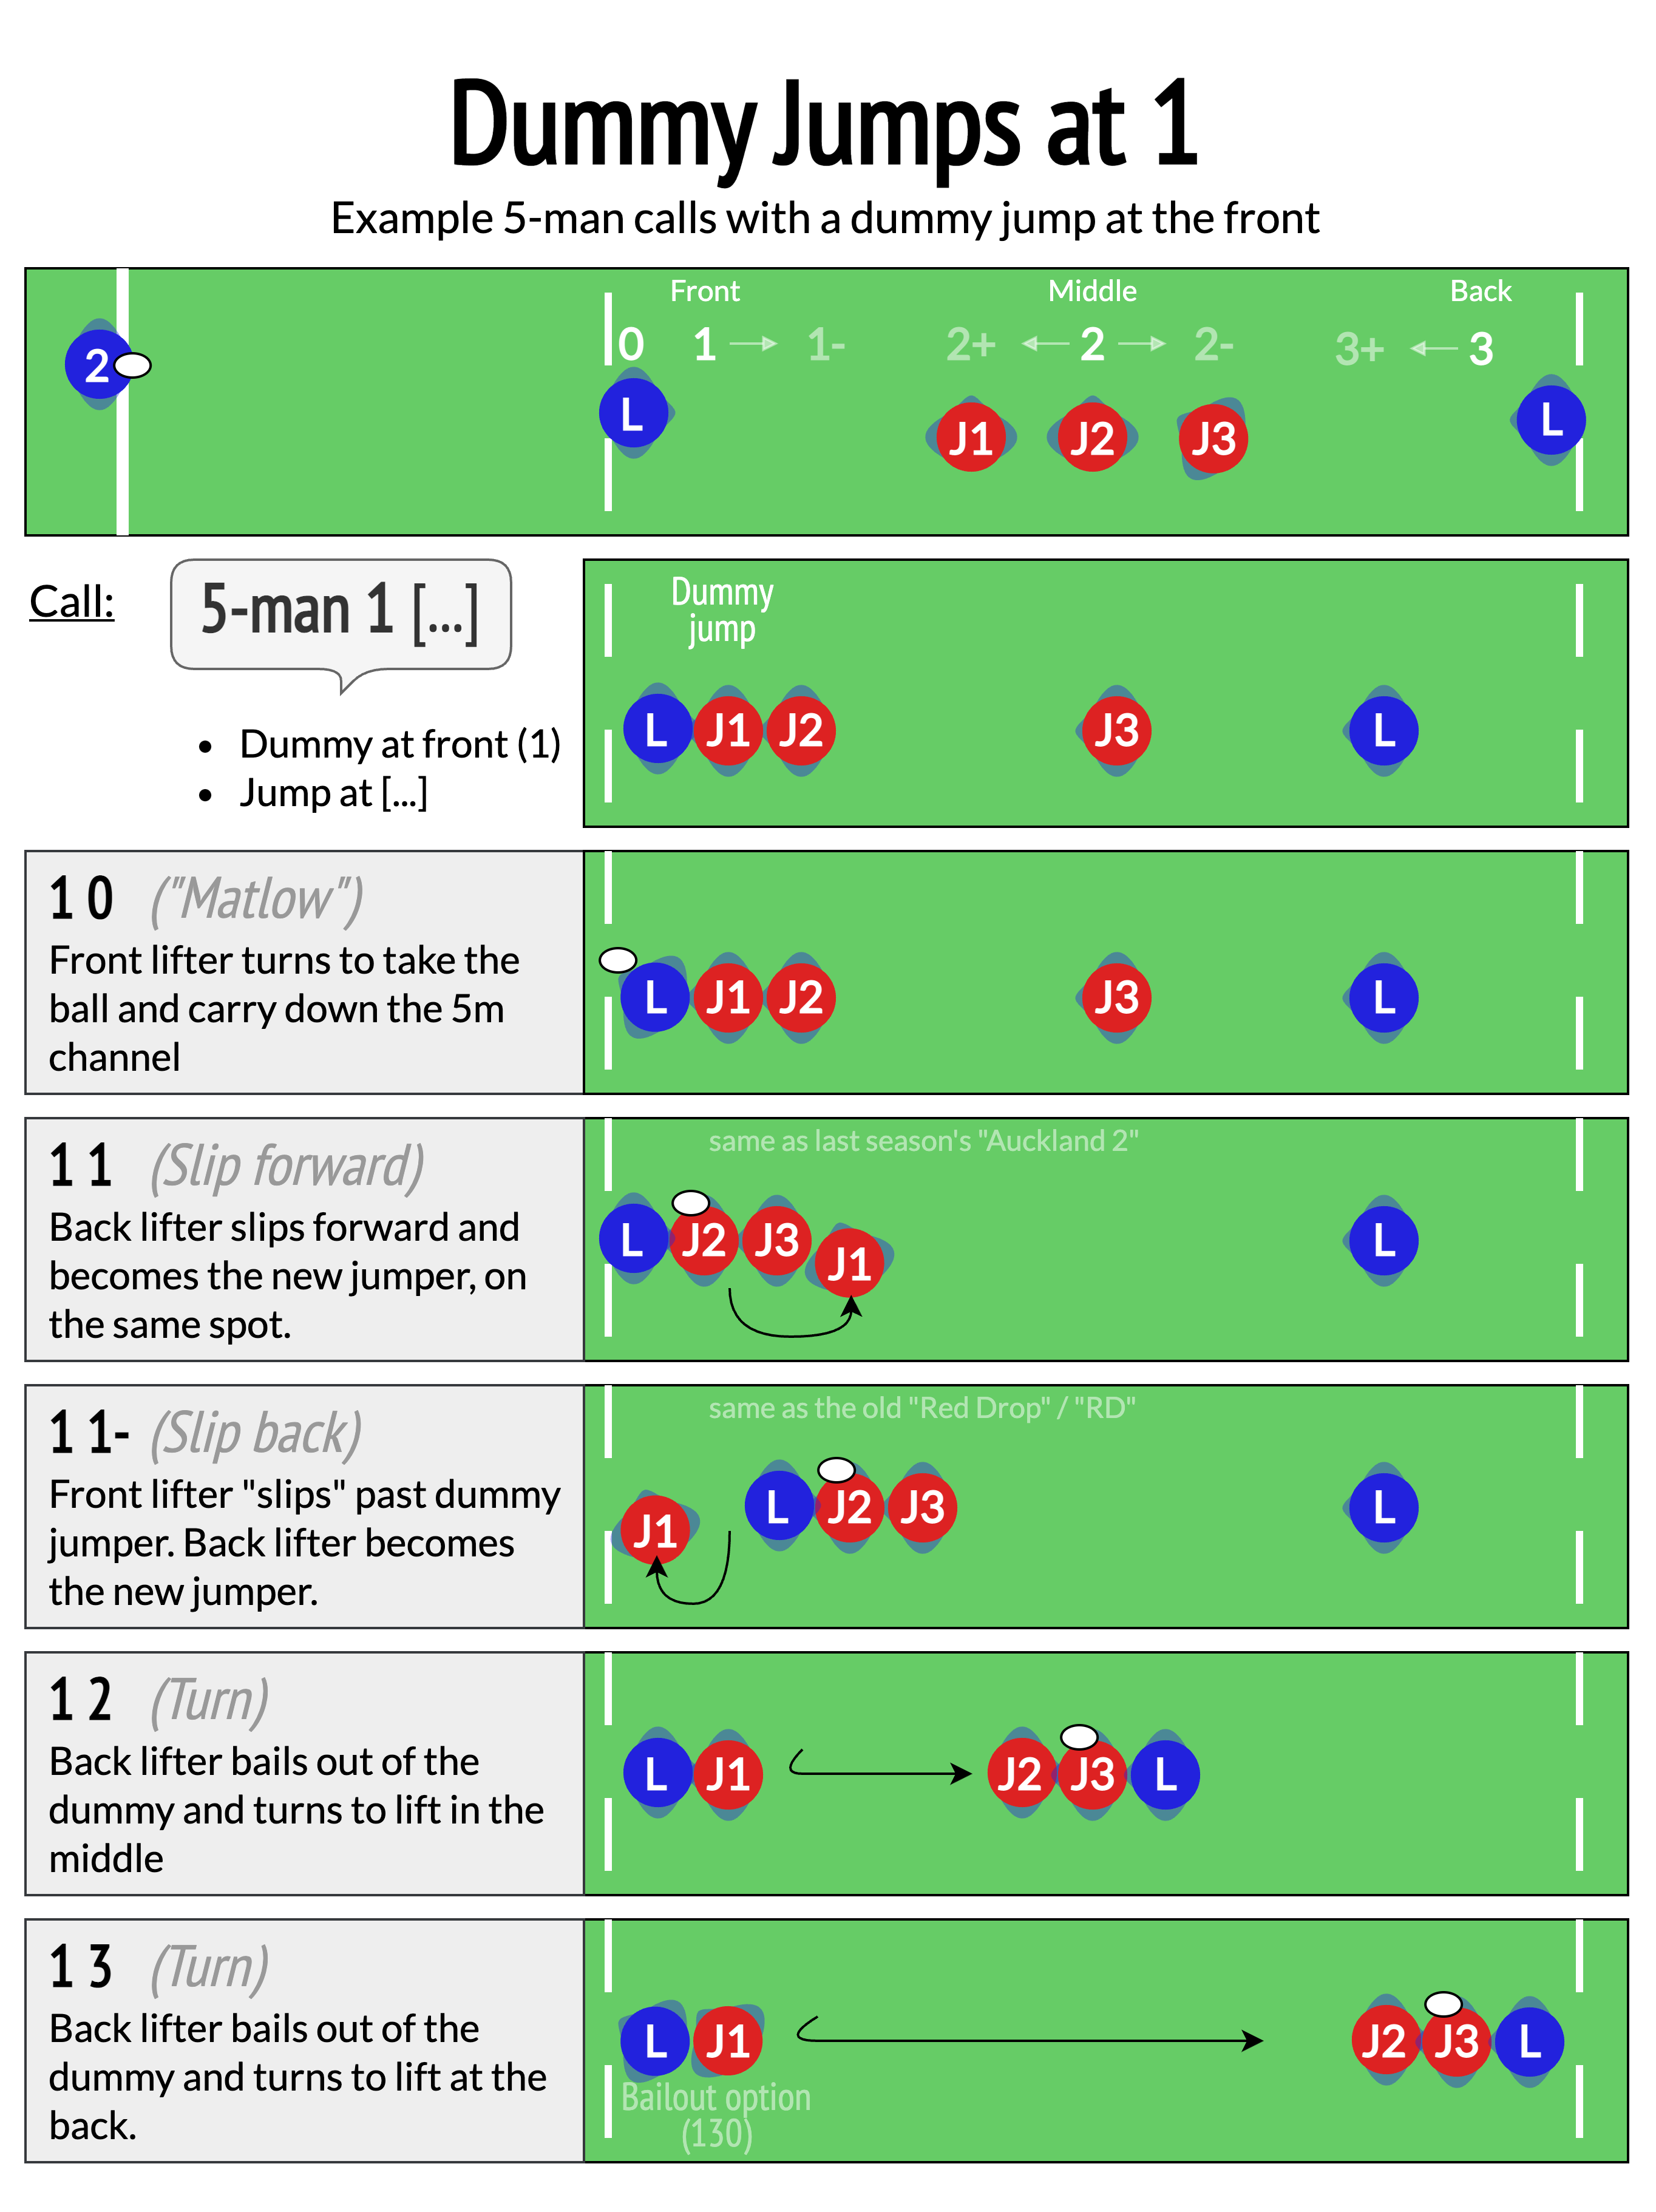 Dummy Jumps at 1
Example 5-man calls with a dummy jump at the front
Front Middle Back
0 1 1- 2+ 2 2- 3+ 3
2
L J1 J2 J3 L
Call:
5-man 1 [...]
• Dummy at front (1)
• Jump at [...]
Dummy
jump
L J1 J2 J3 L
1 0 ("Matlow")
Front lifter turns to take the
ball and carry down the 5m
channel
L J1 J2 J3 L
1 1 (Slip forward)
Back lifter slips forward and
becomes the new jumper, on
the same spot.
same as last season's "Auckland 2"
L J2 J3 J1 L
1 1- (Slip back)
Front lifter "slips" past dummy
jumper. Back lifter becomes
the new jumper.
same as the old "Red Drop" / "RD"
J1 L J2 J3 L
1 2 (Turn)
Back lifter bails out of the
dummy and turns to lift in the
middle
L J1 J2 J3 L
1 3 (Turn)
Back lifter bails out of the
dummy and turns to lift at the
back.
L J1 J2 J3 L
Bailout option
(130)